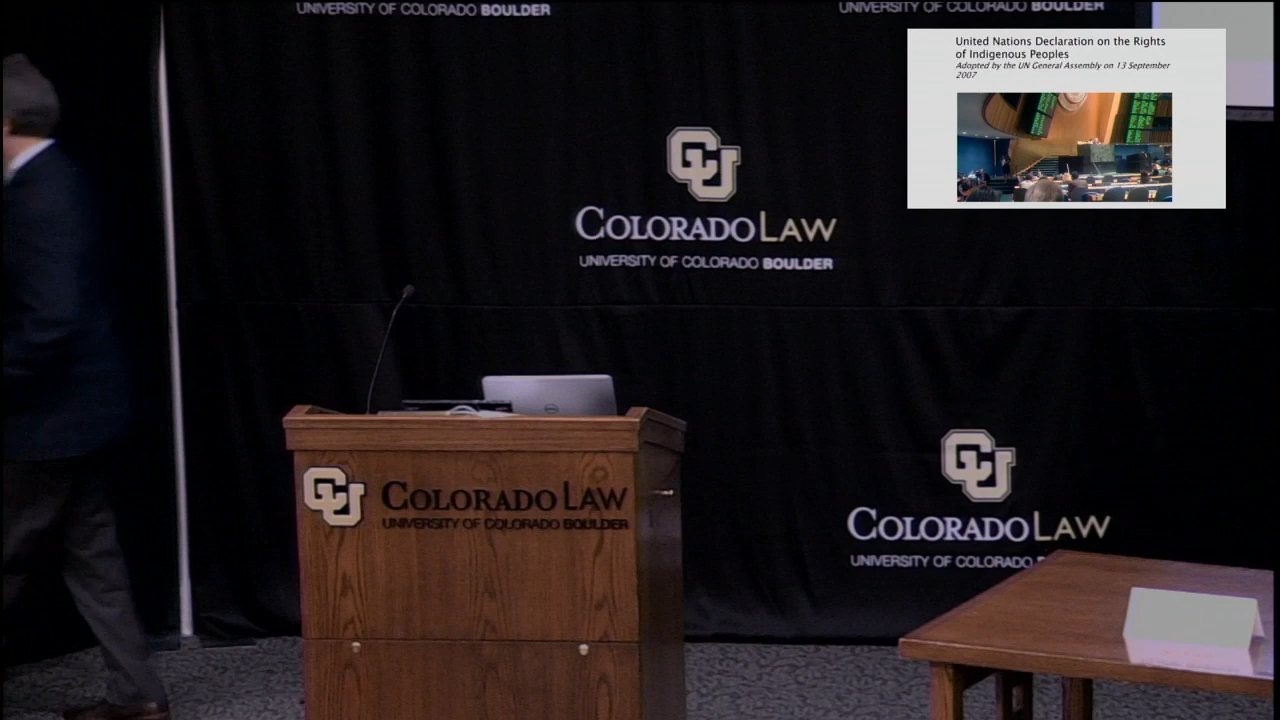 UNIVERSITY OF COLORADO BOULDER
UNIVERSITY OF COLORADO BOULDER
United Nations Declaration on the Rights
of Indigenous Peoples
Adopted by the UN General Assembly on 13 September
2007
CU
COLORADO LAW
UNIVERSITY OF COLORADO BOULDER
CU
COLORADO LAW
UNIVERSITY OF COLORADO BOULDER
CU
COLORADO LAW
UNIVERSITY OF COLORADO